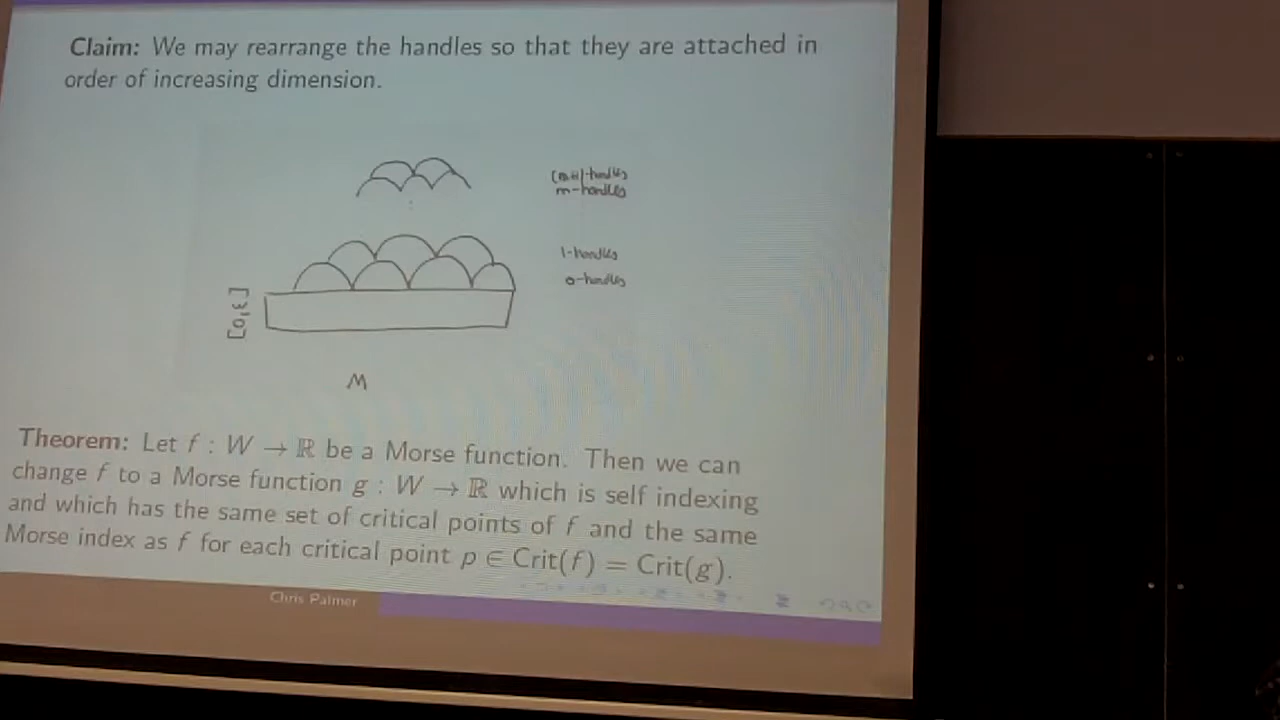 Claim: We may rearrange the handles so that they are attached in
order of increasing dimension.
(m+1)-handles
m-handles
1-handles
0-handles
[0,ε]
M
Theorem: Let f : W → ℝ be a Morse function. Then we can
change f to a Morse function g : W → ℝ which is self indexing
and which has the same set of critical points of f and the same
Morse index as f for each critical point p ∈ Crit(f) = Crit(g).
Chris Palmer